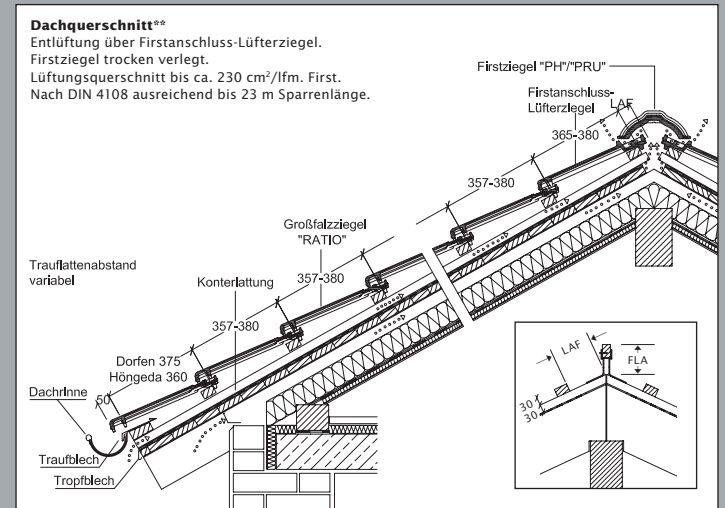 Dachquerschnitt**
Entlüftung über Firstanschluss-Lüfterziegel.
Firstziegel trocken verlegt.
Lüftungsquerschnitt bis ca. 230 cm²/lfm. First.
Nach DIN 4108 ausreichend bis 23 m Sparrenlänge.
Firstziegel "PH"/"PRU"
Firstanschluss-
Lüfterziegel
LAF
365-380
357-380
Großfalzziegel
"RATIO"
357-380
Trauflattenabstand
variabel
Konterlattung
357-380
Dorfen 375
Höngeda 360
50
Dachrinne
Traufblech
Tropfblech
LAF
FLA
30
30